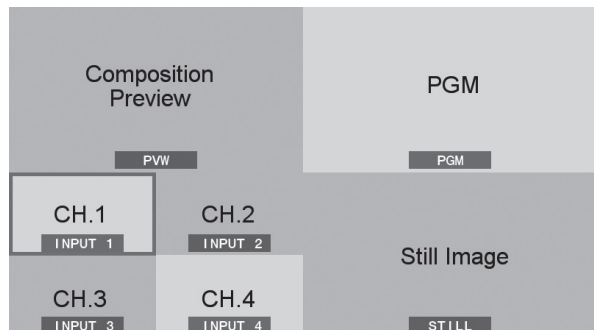 Composition
Preview
PVW
PGM
PGM
CH.1
INPUT 1
CH.2
INPUT 2
CH.3
INPUT 3
CH.4
INPUT 4
Still Image
STILL